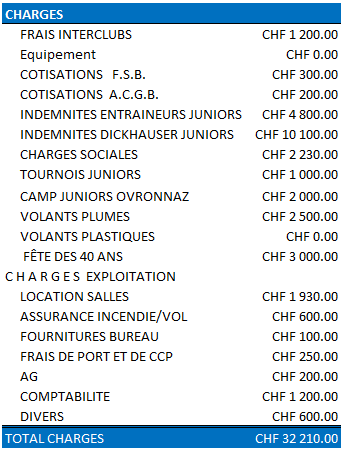 CHARGES
FRAIS INTERCLUBS CHF 1 200.00
Equipement CHF 0.00
COTISATIONS F.S.B. CHF 300.00
COTISATIONS A.C.G.B. CHF 200.00
INDEMNITES ENTRAINEURS JUNIORS CHF 4 800.00
INDEMNITES DICKHAUSER JUNIORS CHF 10 100.00
CHARGES SOCIALES CHF 2 230.00
TOURNOIS JUNIORS CHF 1 000.00
CAMP JUNIORS OVRONNAZ CHF 2 000.00
VOLANTS PLUMES CHF 2 500.00
VOLANTS PLASTIQUES CHF 0.00
FÊTE DES 40 ANS CHF 3 000.00
C H A R G E S EXPLOITATION
LOCATION SALLES CHF 1 930.00
ASSURANCE INCENDIE/VOL CHF 600.00
FOURNITURES BUREAU CHF 100.00
FRAIS DE PORT ET DE CCP CHF 250.00
AG CHF 200.00
COMPTABILITE CHF 1 200.00
DIVERS CHF 600.00
TOTAL CHARGES CHF 32 210.00